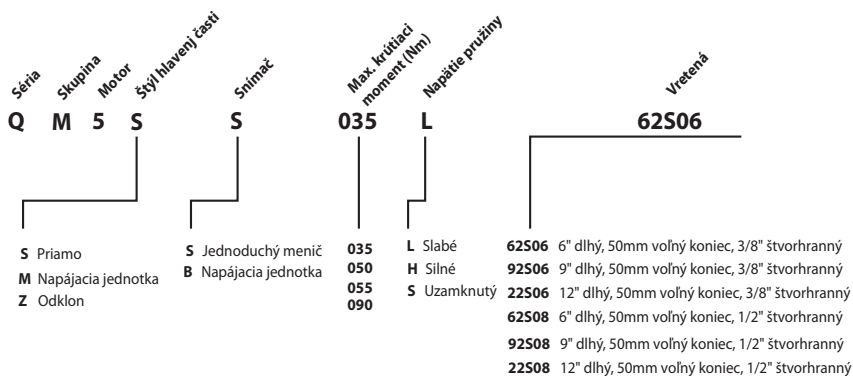 Séria
Skupina
Motor
Štýl hlavenj časti
Snímač
Max. krútiaci
moment (Nm)
Napätie pružiny
Vretená
Q M 5 S S 035 L 62S06
S Priamo
M Napájacia jednotka
Z Odklon
S Jednoduchý menič
B Napájacia jednotka
035
050
055
090
L Slabé
H Silné
S Uzamknutý
62S06 6" dlhý, 50mm voľný koniec, 3/8" štvorhranný
92S06 9" dlhý, 50mm voľný koniec, 3/8" štvorhranný
22S06 12" dlhý, 50mm voľný koniec, 3/8" štvorhranný
62S08 6" dlhý, 50mm voľný koniec, 1/2" štvorhranný
92S08 9" dlhý, 50mm voľný koniec, 1/2" štvorhranný
22S08 12" dlhý, 50mm voľný koniec, 1/2" štvorhranný